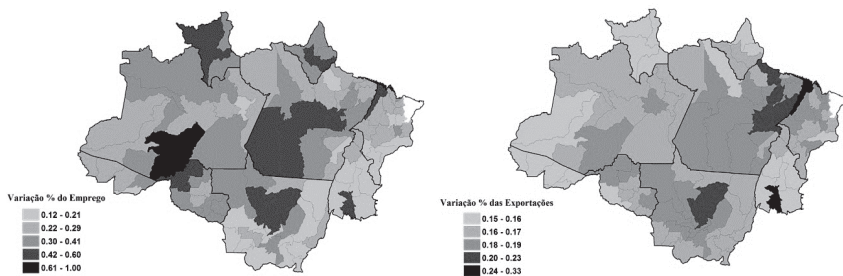 Variação % do Emprego
0.12 - 0.21
0.22 - 0.29
0.30 - 0.41
0.42 - 0.60
0.61 - 1.00
Variação % das Exportações
0.15 - 0.16
0.16 - 0.17
0.18 - 0.19
0.20 - 0.23
0.24 - 0.33